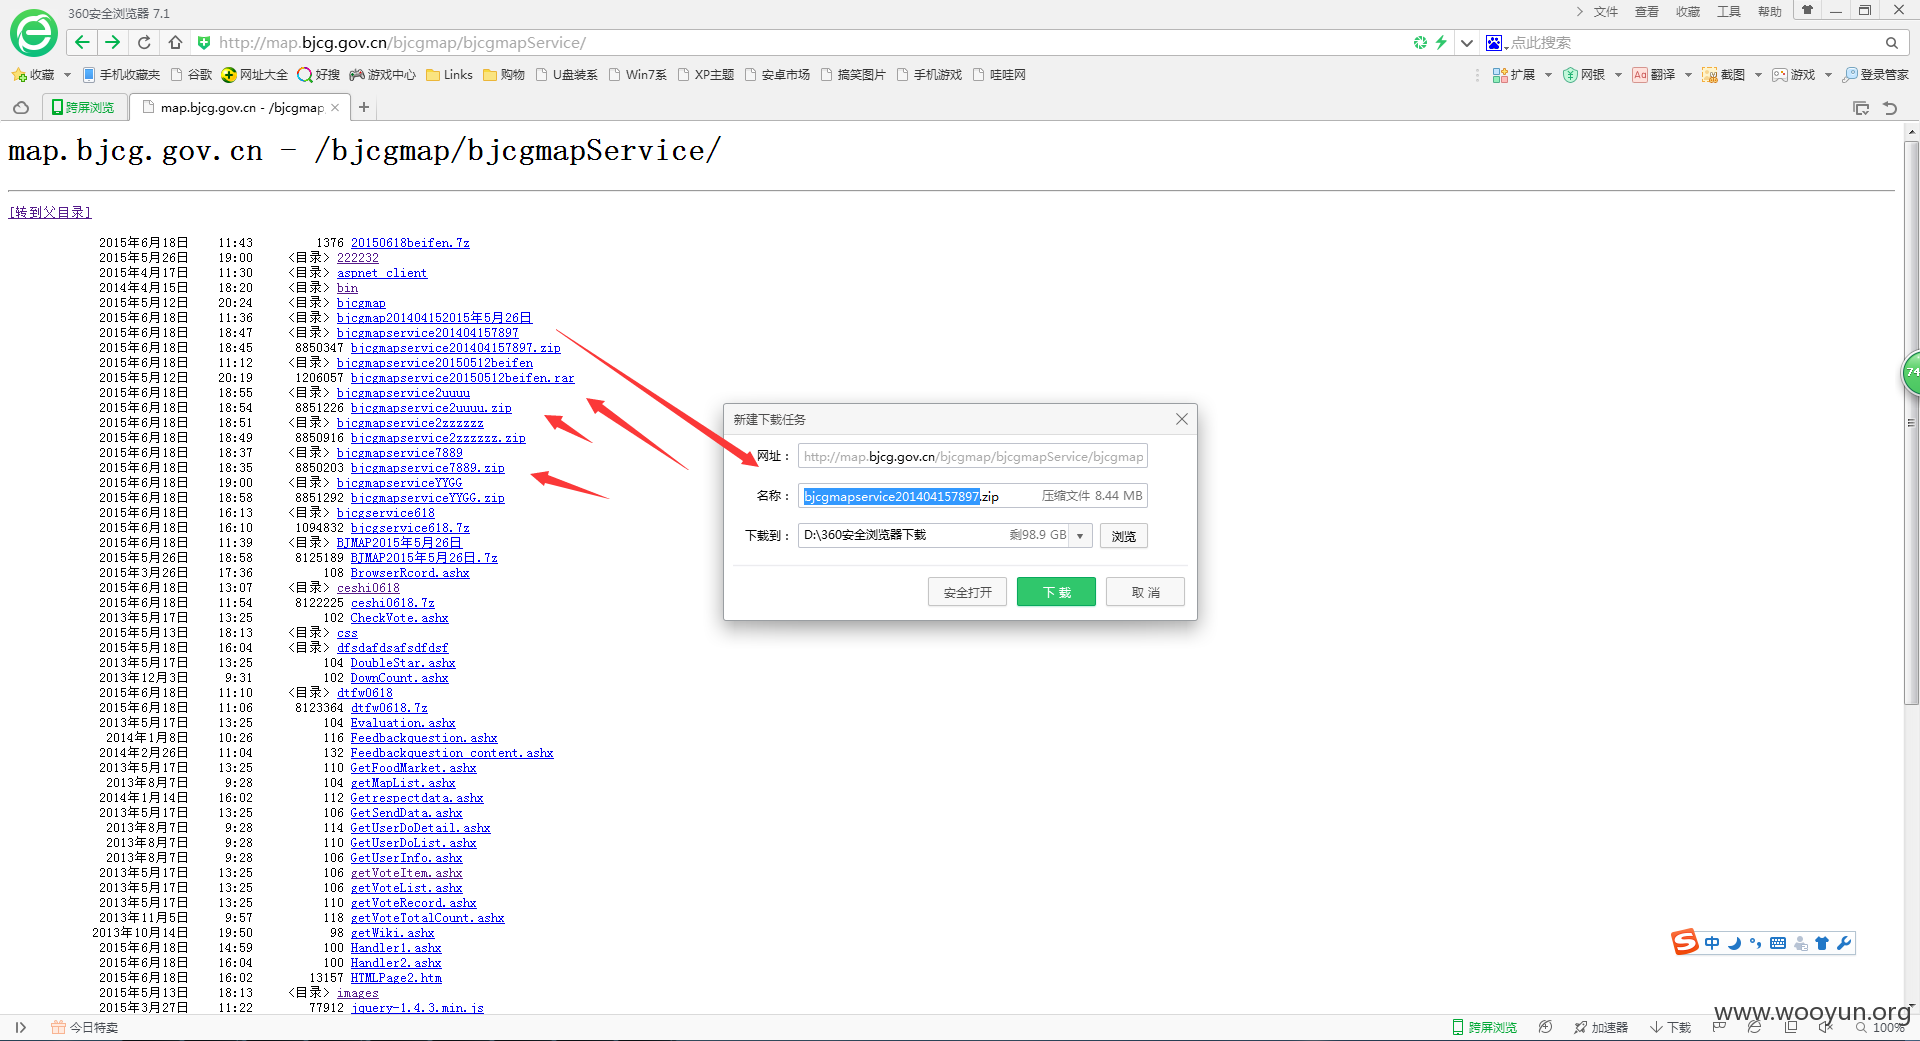 360安全浏览器 7.1
文件 查看 收藏 工具 帮助
http://map.bjcg.gov.cn/bjcgmap/bjcgmapService/
点此搜索
收藏 手机收藏夹 谷歌 网址大全 好搜 游戏中心 Links 购物 U盘装系 Win7系 XP主题 安卓市场 搞笑图片 手机游戏 哇哇网
扩展 网银 Aa 翻译 截图 游戏 登录管家
跨屏浏览 map.bjcg.gov.cn - /bjcgmap
map.bjcg.gov.cn - /bjcgmap/bjcgmapService/
[转到父目录]
2015年6月18日 11:43 1376 20150618beifen.7z
2015年5月26日 19:00 <目录> 222232
2015年4月17日 11:30 <目录> aspnet_client
2014年4月15日 18:20 <目录> bin
2015年5月12日 20:24 <目录> bjcgmap
2015年6月18日 11:36 <目录> bjcgmap201404152015年5月26日
2015年6月18日 18:47 <目录> bjcgmapservice201404157897
2015年6月18日 18:45 8850347 bjcgmapservice201404157897.zip
2015年6月18日 11:12 <目录> bjcgmapservice20150512beifen
2015年5月12日 20:19 1206057 bjcgmapservice20150512beifen.rar
2015年6月18日 18:55 <目录> bjcgmapservice2uuuu
2015年6月18日 18:54 8851226 bjcgmapservice2uuuu.zip
2015年6月18日 18:51 <目录> bjcgmapservice2zzzzzz
2015年6月18日 18:49 8850916 bjcgmapservice2zzzzzz.zip
2015年6月18日 18:37 <目录> bjcgmapservice7889
2015年6月18日 18:35 8850203 bjcgmapservice7889.zip
2015年6月18日 19:00 <目录> bjcgmapserviceYYGG
2015年6月18日 18:58 8851292 bjcgmapserviceYYGG.zip
2015年6月18日 16:13 <目录> bjcgservice618
2015年6月18日 16:10 1094832 bjcgmapservice618.7z
2015年6月18日 11:39 <目录> BJMAP2015年5月26日
2015年5月26日 18:58 8125189 BJMAP2015年5月26日.7z
2015年3月26日 17:36 108 BrowserRcord.ashx
2015年6月18日 13:07 <目录> ceshi0618
2015年6月18日 11:54 8122225 ceshi0618.7z
2013年5月17日 13:25 102 CheckVote.ashx
2015年5月13日 18:13 <目录> css
2015年6月18日 16:04 <目录> dfsdafdsafsdfdsf
2013年5月17日 13:25 104 DoubleStar.ashx
2013年12月3日 9:31 102 DownCount.ashx
2015年6月18日 11:10 <目录> dtfw0618
2015年6月18日 11:06 8123364 dtfw0618.7z
2013年5月17日 13:25 104 Evaluation.ashx
2014年1月8日 10:26 116 Feedbackquestion.ashx
2014年2月26日 11:04 132 Feedbackquestion_content.ashx
2013年5月17日 13:25 110 GetFoodMarket.ashx
2013年8月7日 9:28 104 getMapList.ashx
2014年1月14日 16:02 112 Getrespectdata.ashx
2013年5月17日 13:25 106 GetSendData.ashx
2013年8月7日 9:28 114 GetUserDoDetail.ashx
2013年8月7日 9:28 110 GetUserDoList.ashx
2013年8月7日 9:28 106 GetUserInfo.ashx
2013年5月17日 13:25 106 getVoteItem.ashx
2013年5月17日 13:25 106 getVoteList.ashx
2013年5月17日 13:25 110 getVoteRecord.ashx
2013年11月5日 9:57 118 getVoteTotalCount.ashx
2013年10月14日 19:50 98 getWiki.ashx
2015年6月18日 14:59 100 Handler1.ashx
2015年6月18日 16:04 100 Handler2.ashx
2015年6月18日 16:02 13157 HTMLPage2.htm
2015年5月13日 18:13 <目录> images
2015年3月27日 11:22 77912 jquery-1.4.3.min.js
新建下载任务
网址： http://map.bjcg.gov.cn/bjcgmap/bjcgmapService/bjcgmap
名称： bjcgmapservice201404157897.zip 压缩文件 8.44 MB
下载到： D:\360安全浏览器下载 剩98.9 GB 浏览
安全打开 下载 取消
74
S 中
www.wooyun.org
今日特卖 跨屏浏览 加速器 下载 100%